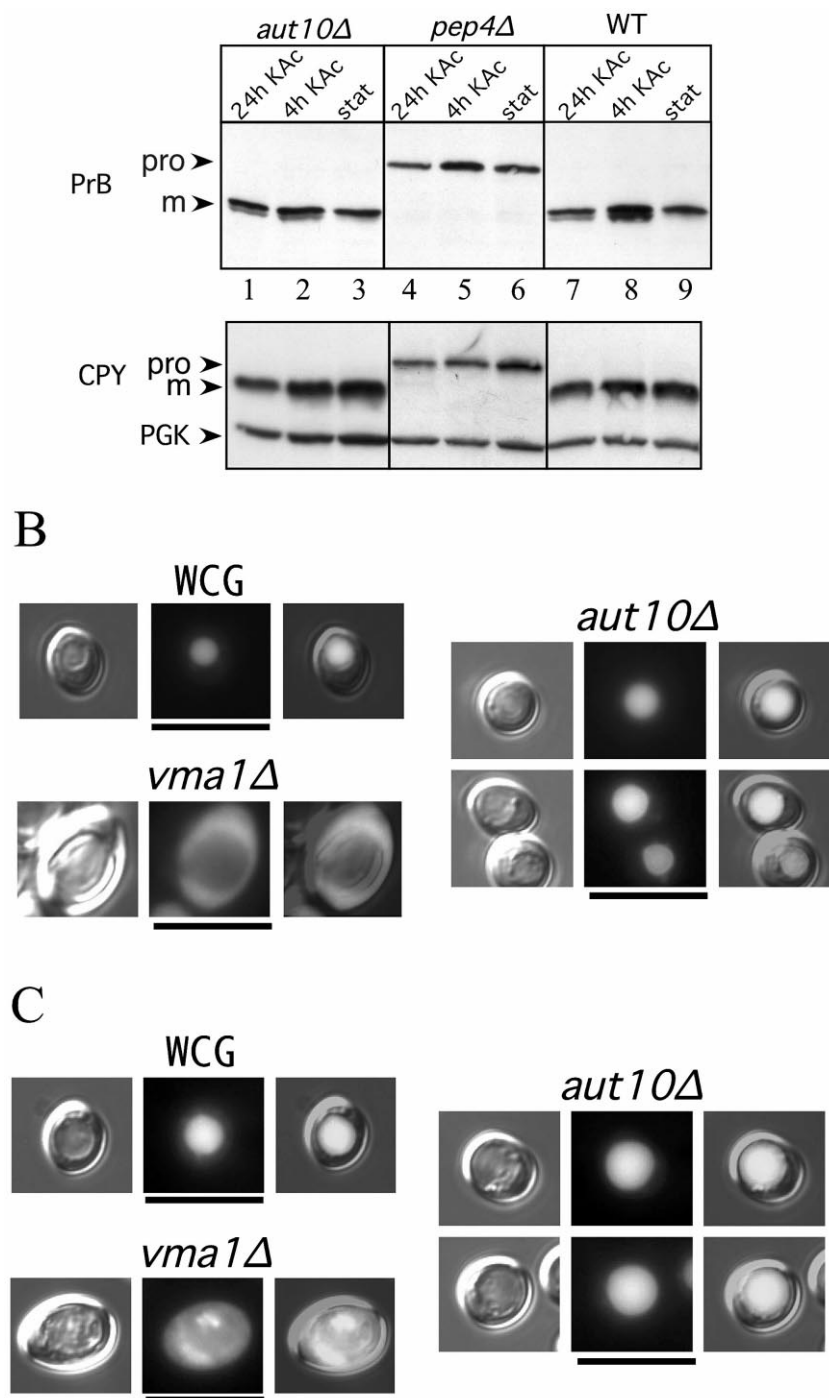 aut10Δ pep4Δ WT
24h KAc 4h KAc stat 24h KAc 4h KAc stat 24h KAc 4h KAc stat
PrB
pro
m
1 2 3 4 5 6 7 8 9
CPY
pro
m
PGK
B
WCG
aut10Δ
vma1Δ
C
WCG
aut10Δ
vma1Δ